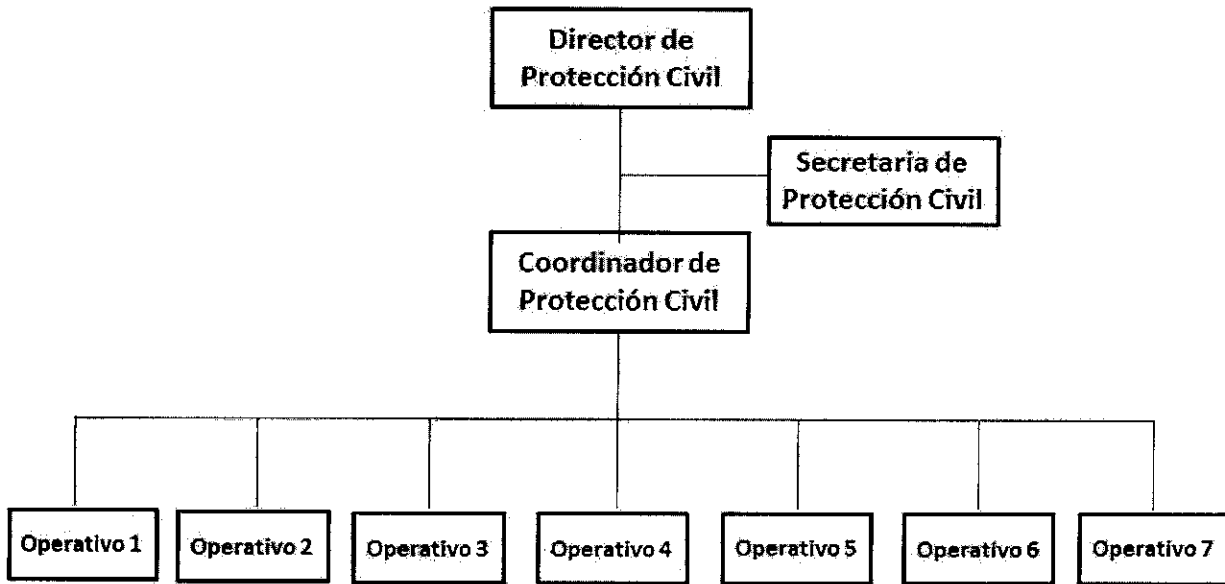 Director de
Protección Civil
Secretaria de
Protección Civil
Coordinador de
Protección Civil
Operativo 1
Operativo 2
Operativo 3
Operativo 4
Operativo 5
Operativo 6
Operativo 7